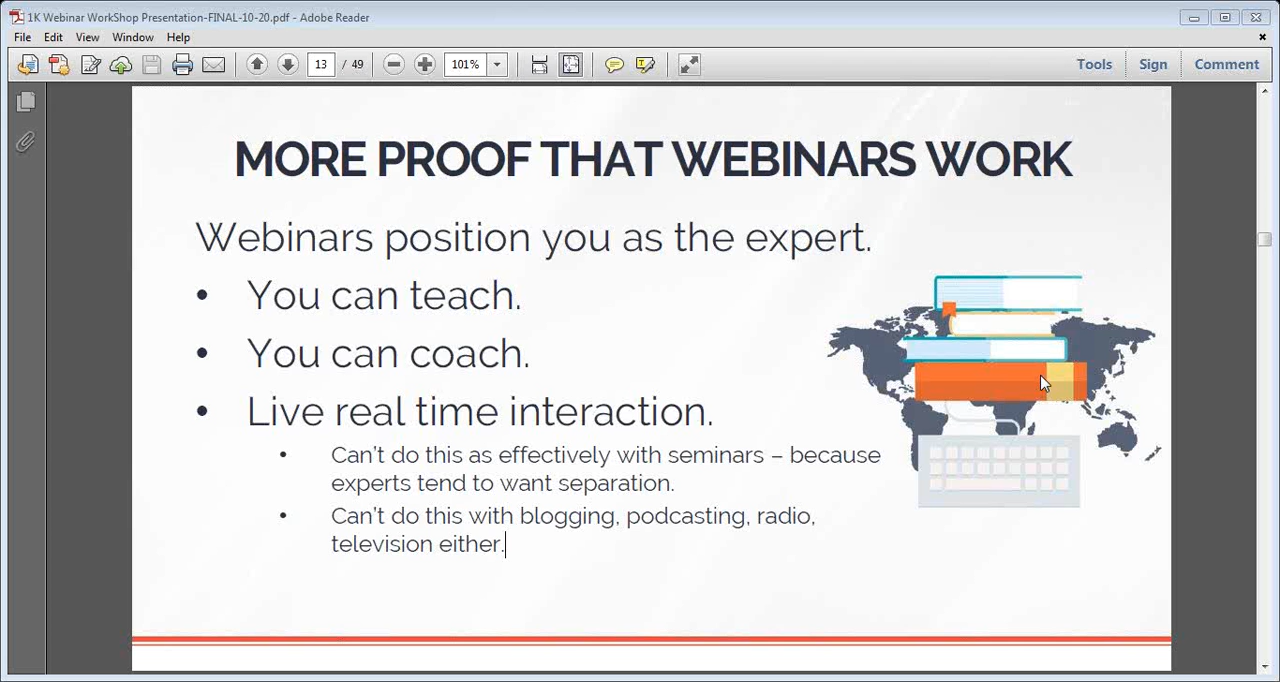 1K Webinar WorkShop Presentation-FINAL-10-20.pdf - Adobe Reader
File Edit View Window Help
13 / 49 101% Tools Sign Comment
MORE PROOF THAT WEBINARS WORK
Webinars position you as the expert.
• You can teach.
• You can coach.
• Live real time interaction.
• Can't do this as effectively with seminars – because
experts tend to want separation.
• Can't do this with blogging, podcasting, radio,
television either.